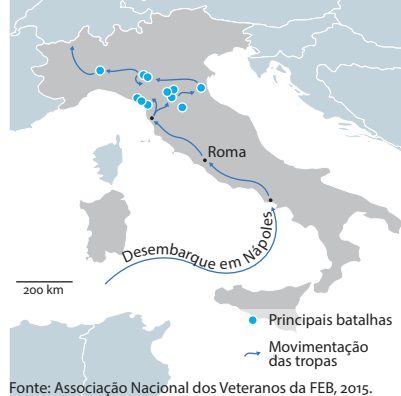 Roma
Desembarque em Nápoles
200 km
Principais batalhas
Movimentação
das tropas
Fonte: Associação Nacional dos Veteranos da FEB, 2015.